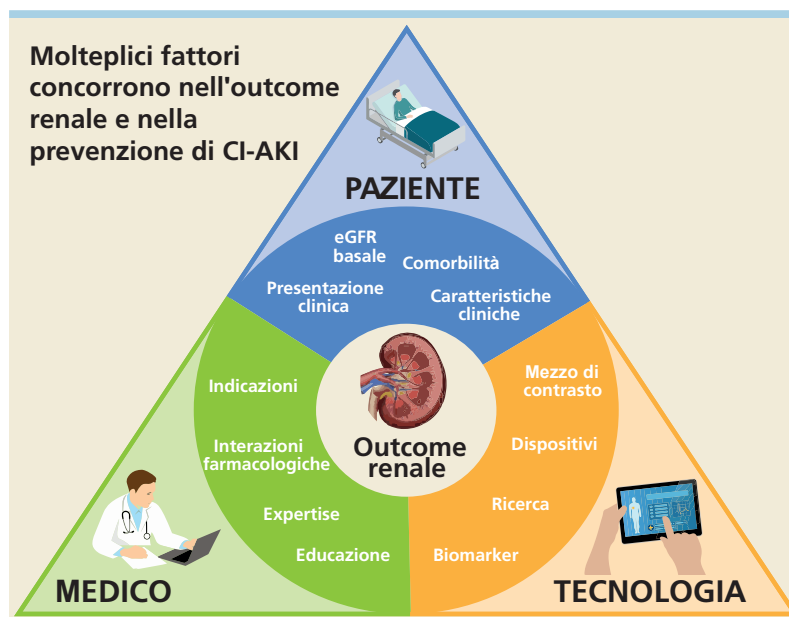 Molteplici fattori
concorrono nell'outcome
renale e nella
prevenzione di CI-AKI
PAZIENTE
eGFR
basale
Comorbilità
Presentazione
clinica
Caratteristiche
cliniche
Indicazioni
Interazioni
farmacologiche
Expertise
Educazione
Outcome
renale
Mezzo di
contrasto
Dispositivi
Ricerca
Biomarker
MEDICO
TECNOLOGIA